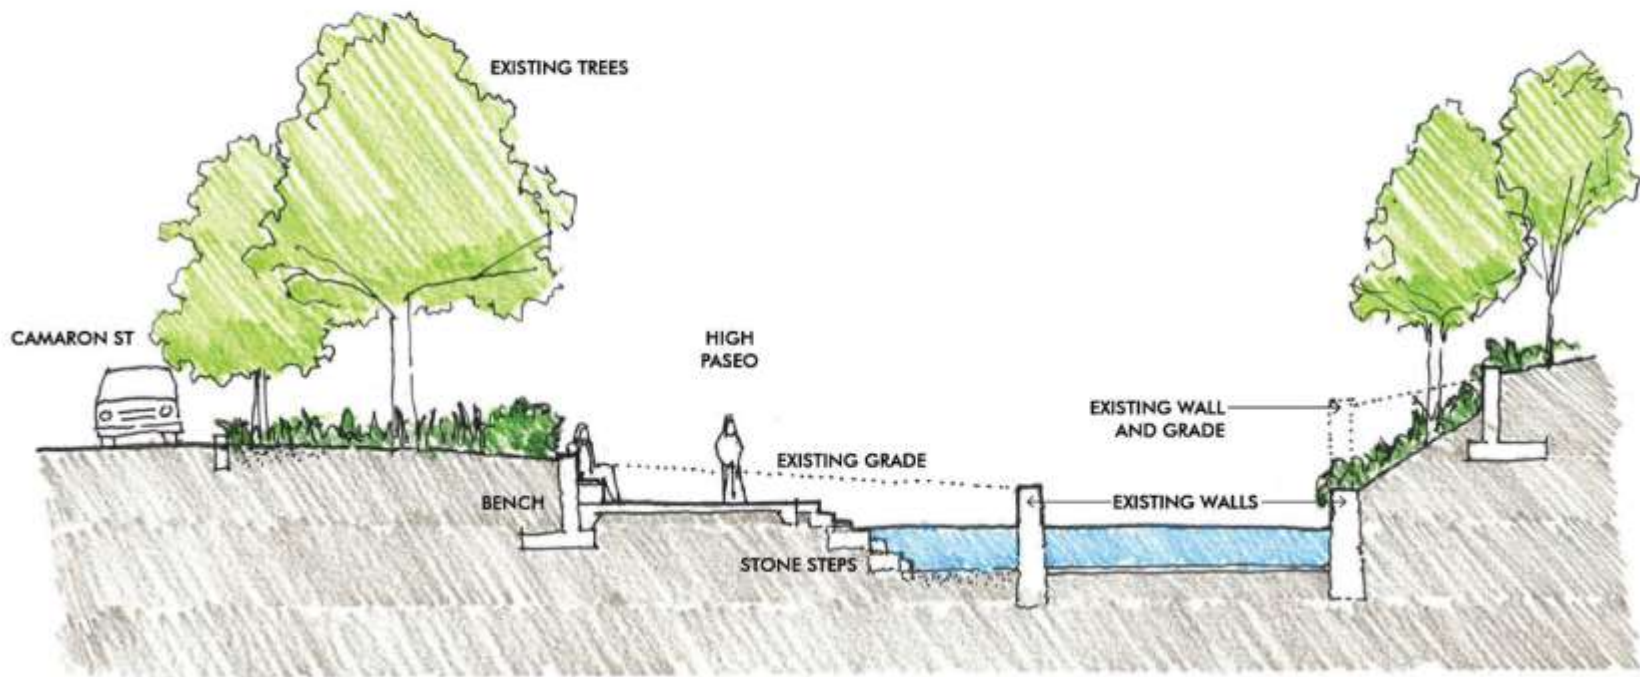 EXISTING TREES
CAMARON ST
HIGH
PASEO
EXISTING WALL
AND GRADE
EXISTING GRADE
BENCH
EXISTING WALLS
STONE STEPS